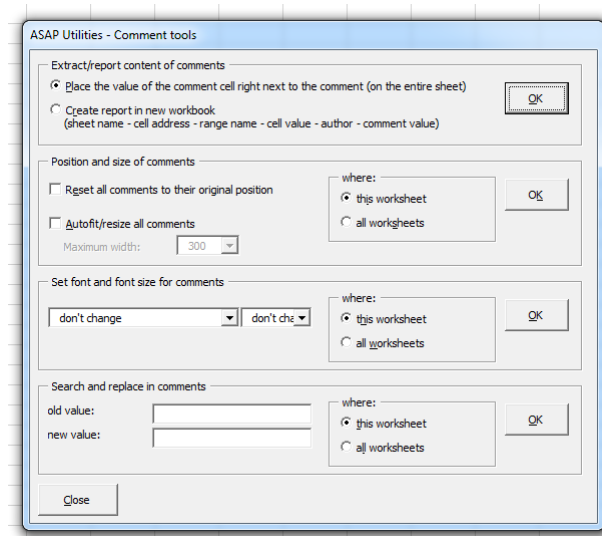 ASAP Utilities - Comment tools
Extract/report content of comments
Place the value of the comment cell right next to the comment (on the entire sheet)
OK
Create report in new workbook
(sheet name - cell address - range name - cell value - author - comment value)
Position and size of comments
Reset all comments to their original position
where:
this worksheet
OK
Autofit/resize all comments
all worksheets
Maximum width:
300
Set font and font size for comments
where:
don't change
don't cha
this worksheet
OK
all worksheets
Search and replace in comments
where:
old value:
this worksheet
OK
new value:
all worksheets
Close